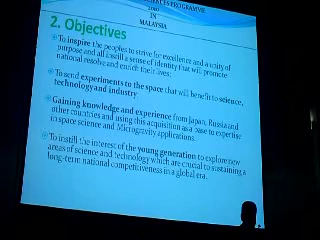 PROGRAMME
IN
MALAYSIA
2. Objectives
To inspire the peoples to strive for excellence and a unity of
purpose and all instill a sense of identity that will promote
national resolve and enrich their lives;
To send experiments to the space that will benefit to science,
technology and industry
Gaining knowledge and experience from Japan, Russia and
other countries and using this acquisition as a base to expertise
in space science and Microgravity applications.
To instill the interest of the young generation to explore new
areas of science and technology which are crucial to sustaining a
long-term national competitiveness in a global era.